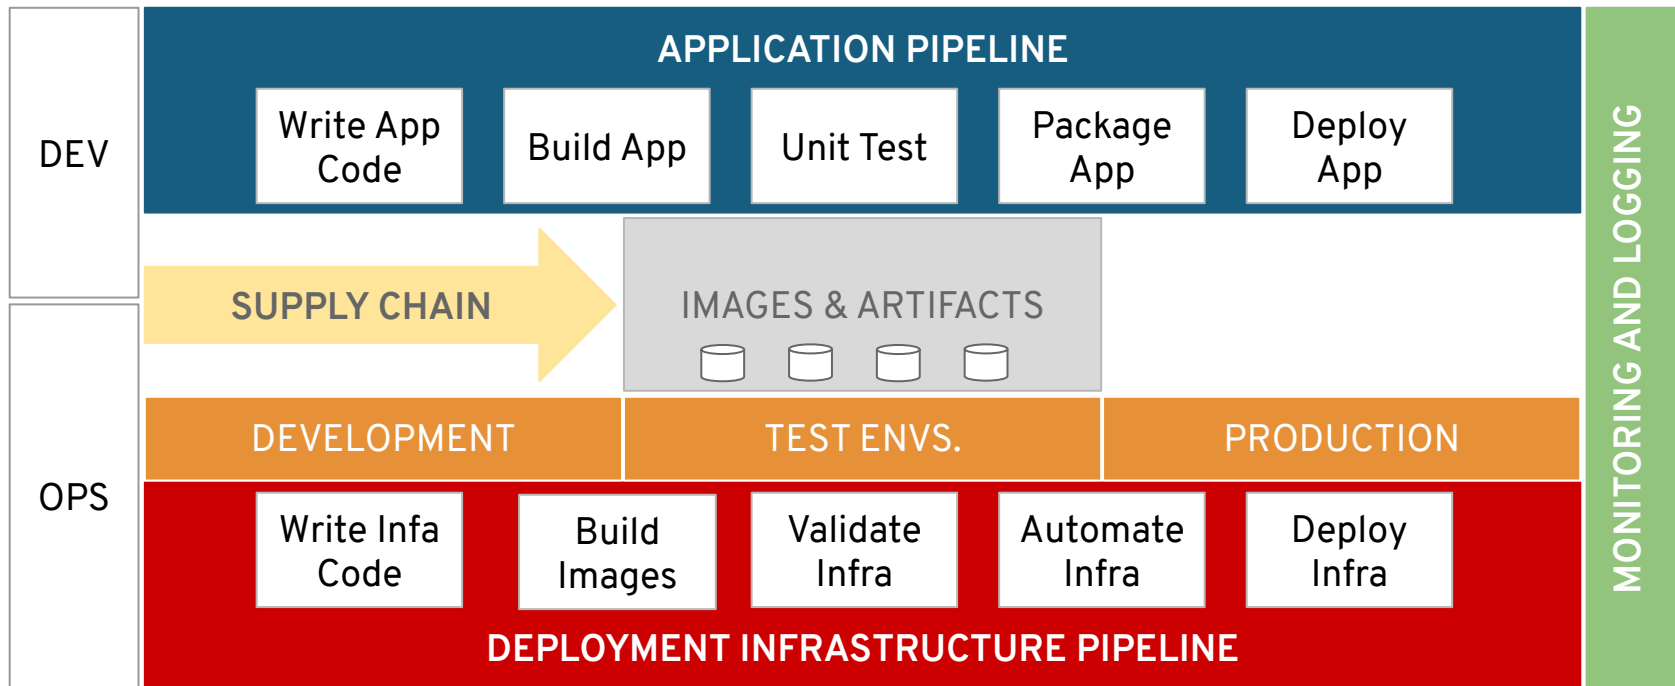 DEV
APPLICATION PIPELINE
Write App
Code
Build App
Unit Test
Package
App
Deploy
App
SUPPLY CHAIN
IMAGES & ARTIFACTS
OPS
DEVELOPMENT
TEST ENVS.
PRODUCTION
Write Infa
Code
Build
Images
Validate
Infra
Automate
Infra
Deploy
Infra
DEPLOYMENT INFRASTRUCTURE PIPELINE
MONITORING AND LOGGING